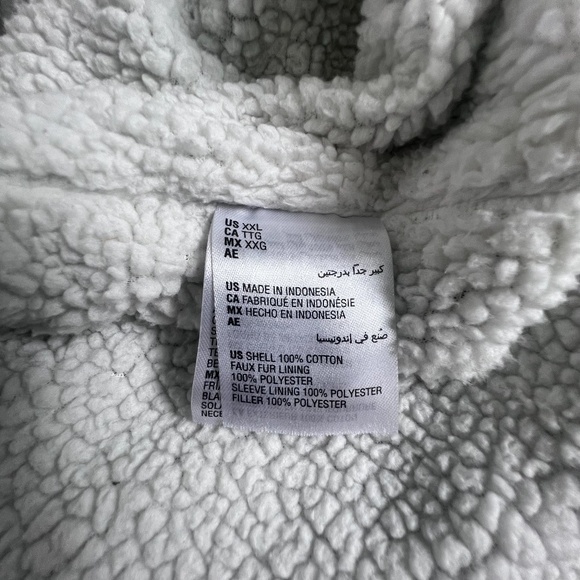 US XXL
CA TTG
MX XXG
AE
كبير جدًا بدرجتين
US MADE IN INDONESIA
CA FABRIQUÉ EN INDONÉSIE
MX HECHO EN INDONESIA
AE
صُنع في إندونيسيا
US SHELL 100% COTTON
FAUX FUR LINING
100% POLYESTER
SLEEVE LINING 100% POLYESTER
FILLER 100% POLYESTER
MX